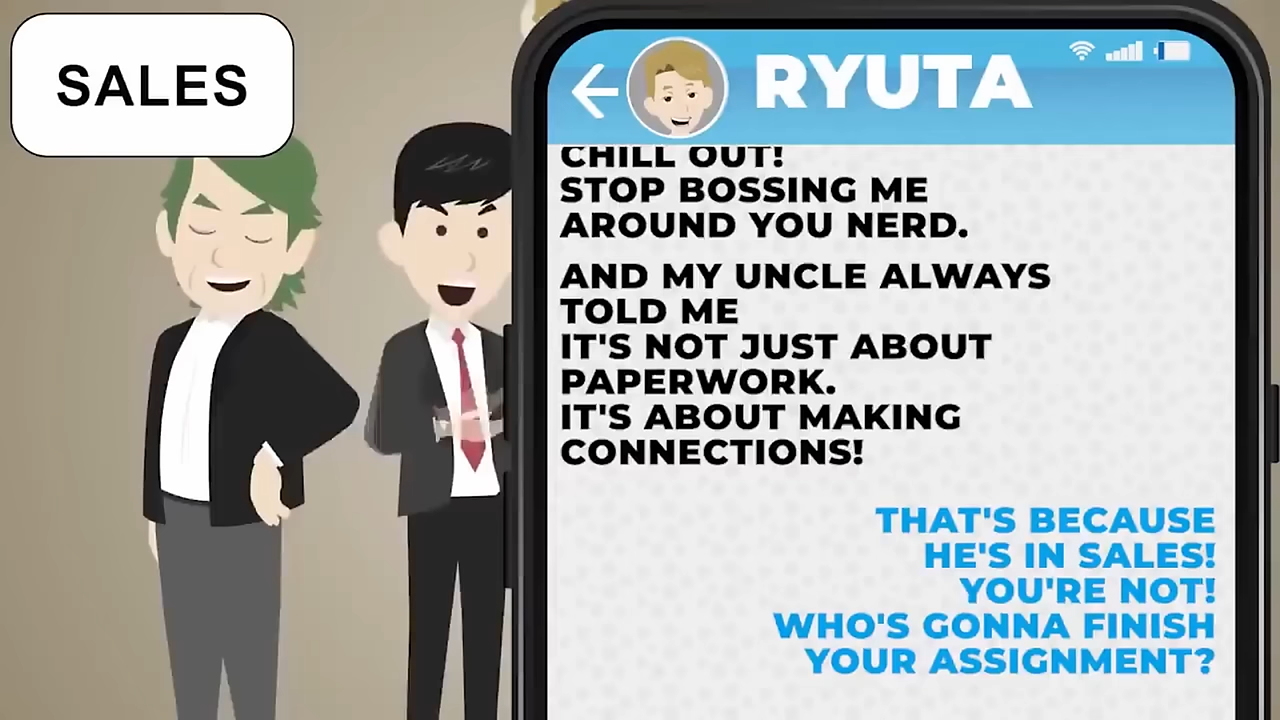 SALES
RYUTA
CHILL OUT!
STOP BOSSING ME
AROUND YOU NERD.
AND MY UNCLE ALWAYS
TOLD ME
IT'S NOT JUST ABOUT
PAPERWORK.
IT'S ABOUT MAKING
CONNECTIONS!
THAT'S BECAUSE
HE'S IN SALES!
YOU'RE NOT!
WHO'S GONNA FINISH
YOUR ASSIGNMENT?